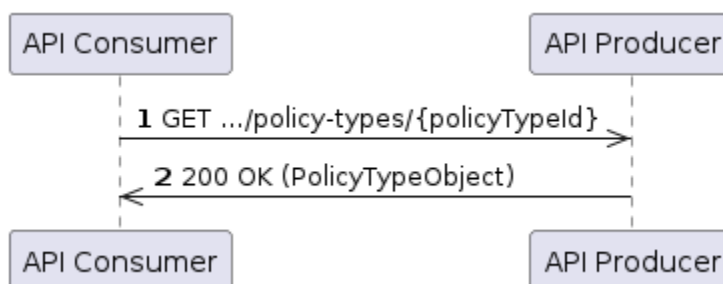 API Consumer API Producer
1 GET .../policy-types/{policyTypeId}
2 200 OK (PolicyTypeObject)
API Consumer API Producer